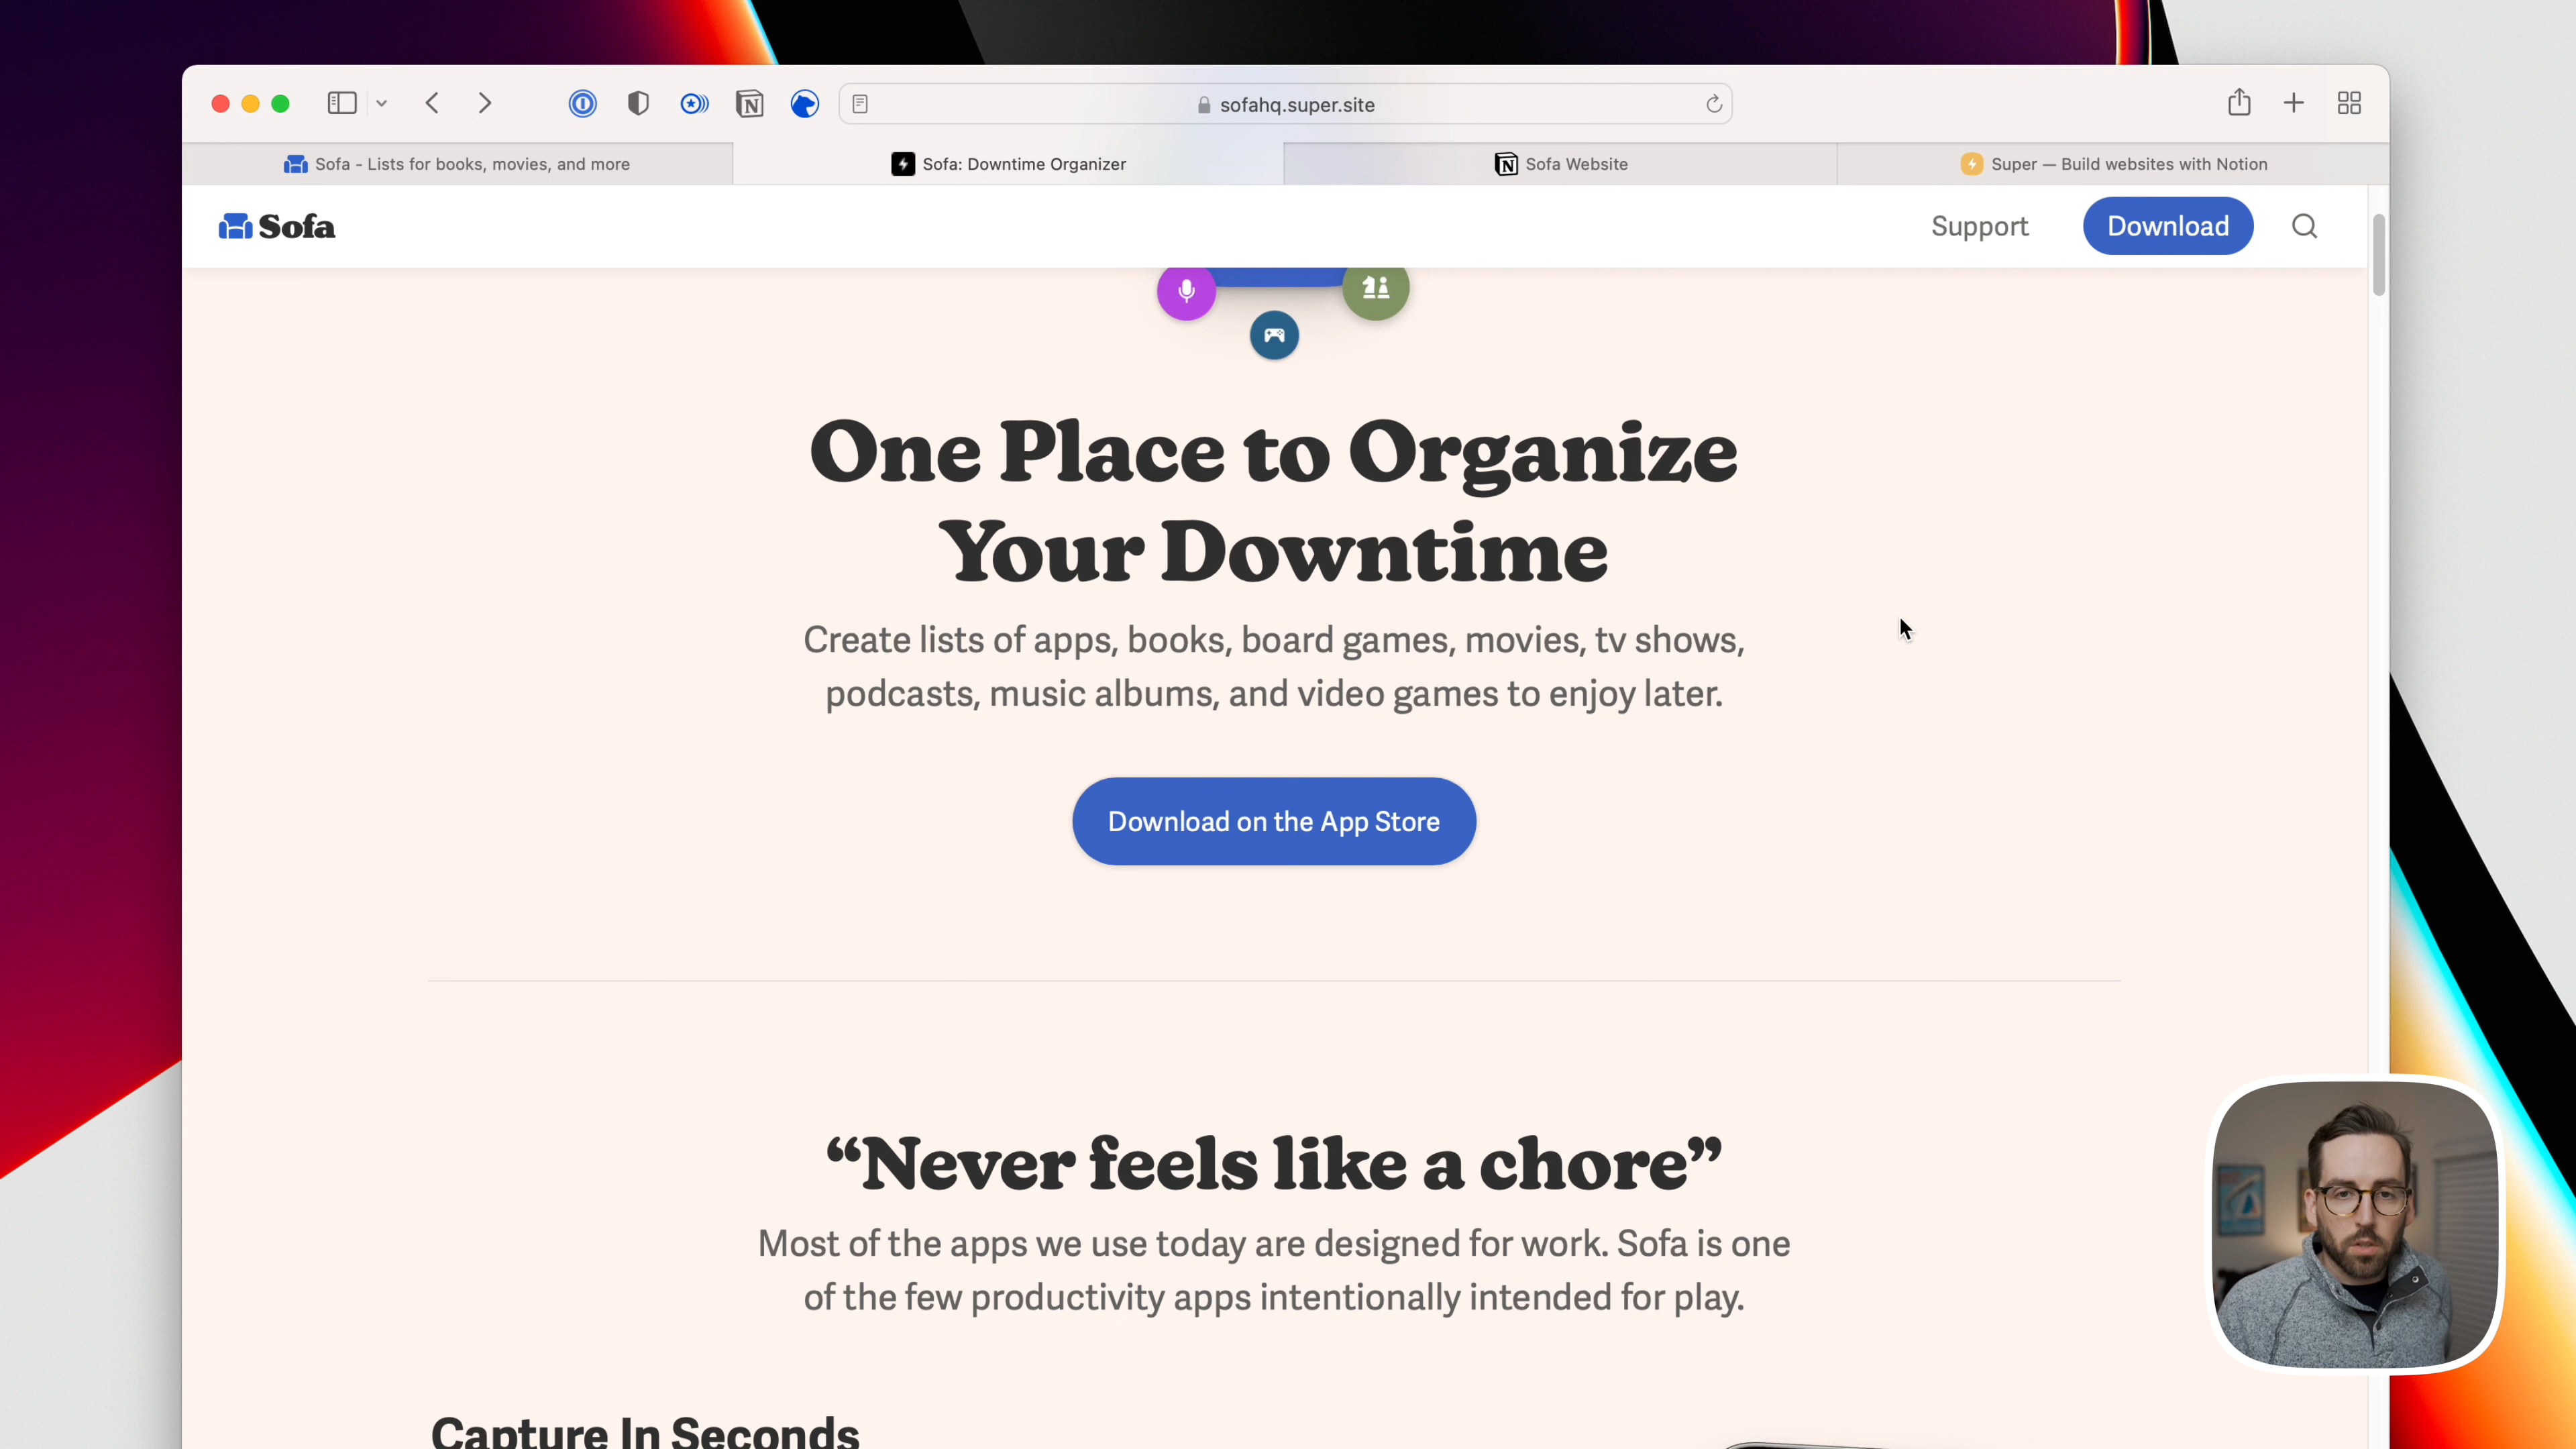 sofahq.super.site
Sofa - Lists for books, movies, and more
Sofa: Downtime Organizer
Sofa Website
Super — Build websites with Notion
Sofa
Support
Download
One Place to Organize
Your Downtime
Create lists of apps, books, board games, movies, tv shows,
podcasts, music albums, and video games to enjoy later.
Download on the App Store
“Never feels like a chore”
Most of the apps we use today are designed for work. Sofa is one
of the few productivity apps intentionally intended for play.
Capture In Seconds